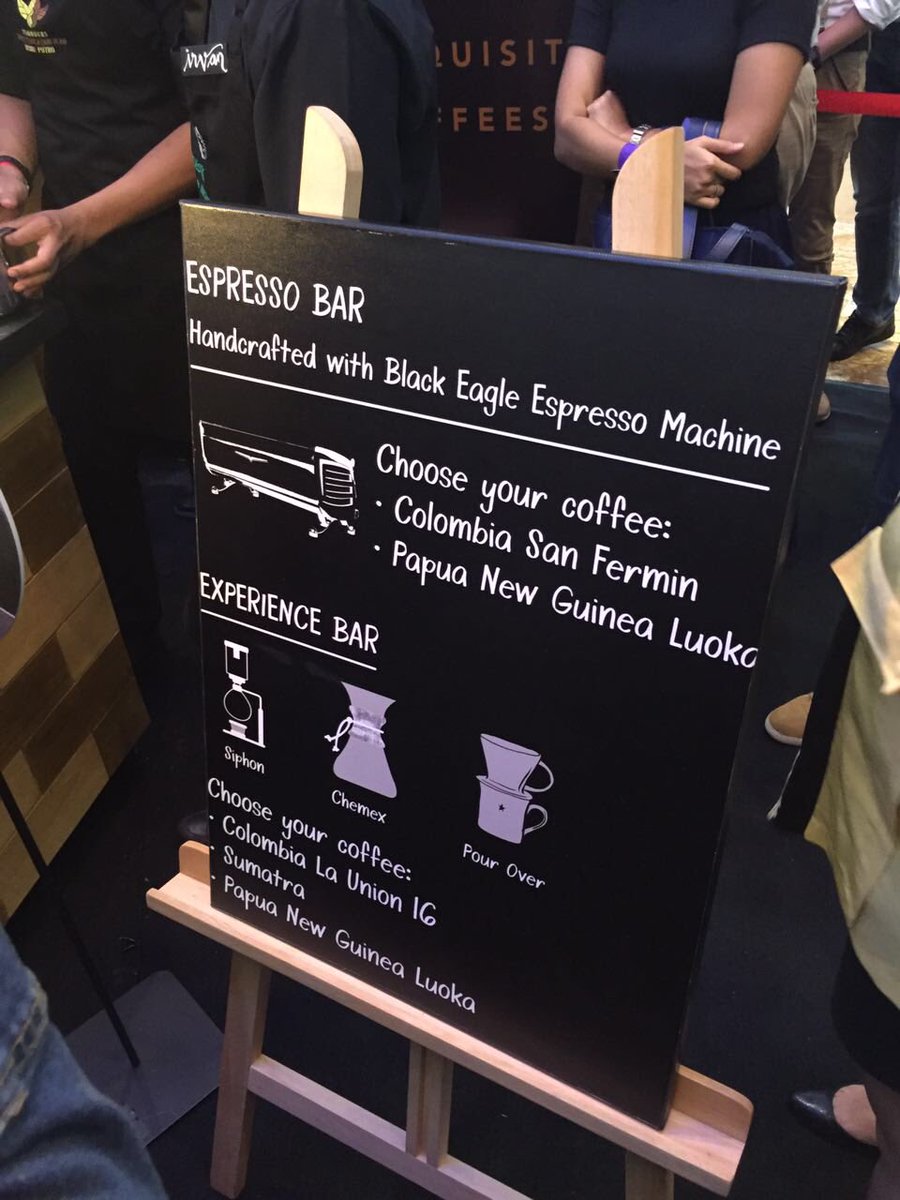 irvan
QUISIT
FFEES
ESPRESSO BAR
Handcrafted with Black Eagle Espresso Machine
Choose your coffee:
· Colombia San Fermin
· Papua New Guinea Luoka
EXPERIENCE BAR
Siphon
Chemex
Pour Over
Choose your coffee:
· Colombia La Union 16
· Sumatra
· Papua New Guinea Luoka